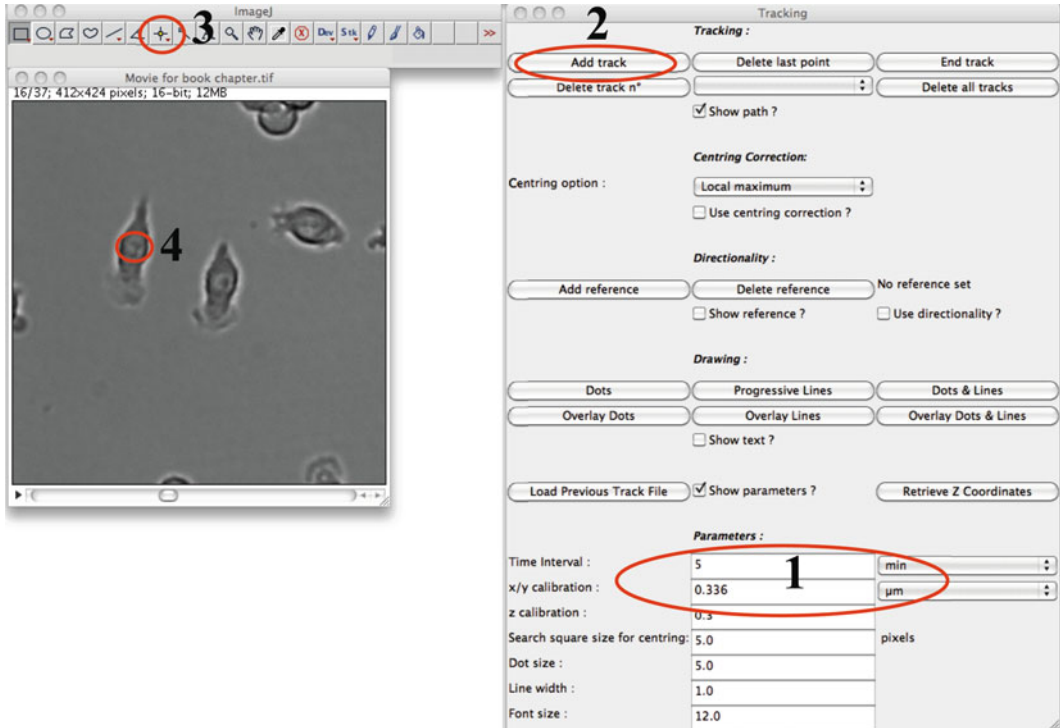 ImageJ
3
Dev Stk >>
Movie for book chapter.tif
16/37; 412x424 pixels; 16-bit; 12MB
4
Tracking
2
Tracking :
Add track Delete last point End track
Delete track n° Delete all tracks
Show path ?
Centring Correction:
Centring option : Local maximum
Use centring correction ?
Directionality :
Add reference Delete reference No reference set
Show reference ? Use directionality ?
Drawing :
Dots Progressive Lines Dots & Lines
Overlay Dots Overlay Lines Overlay Dots & Lines
Show text ?
Load Previous Track File Show parameters ? Retrieve Z Coordinates
Parameters :
Time Interval : 5 1 min
x/y calibration : 0.336 µm
z calibration : 0.3
Search square size for centring: 5.0 pixels
Dot size : 5.0
Line width : 1.0
Font size : 12.0